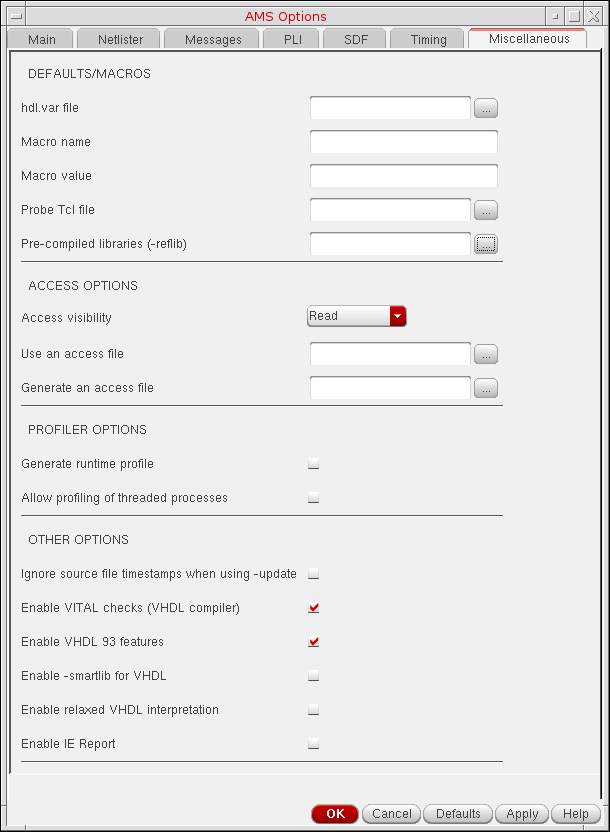 AMS Options
Main Netlister Messages PLI SDF Timing Miscellaneous
DEFAULTS/MACROS
hdl.var file ...
Macro name
Macro value
Probe Tcl file ...
Pre-compiled libraries (-reflib) ...
ACCESS OPTIONS
Access visibility Read
Use an access file ...
Generate an access file ...
PROFILER OPTIONS
Generate runtime profile
Allow profiling of threaded processes
OTHER OPTIONS
Ignore source file timestamps when using -update
Enable VITAL checks (VHDL compiler)
Enable VHDL 93 features
Enable -smartlib for VHDL
Enable relaxed VHDL interpretation
Enable IE Report
OK Cancel Defaults Apply Help